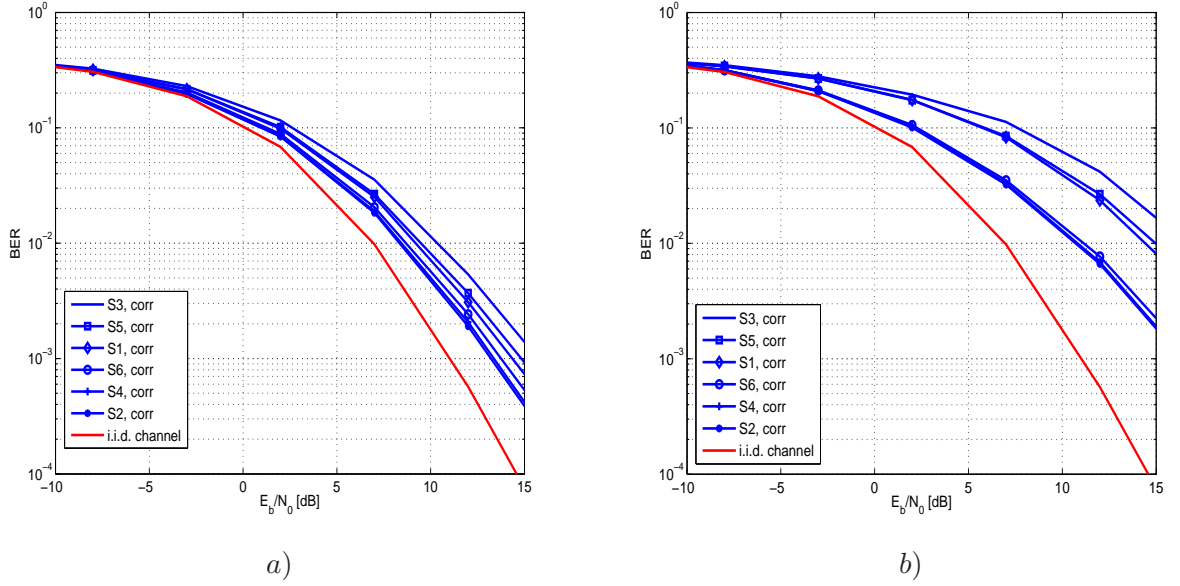 10^0
10^-1
10^-2
10^-3
10^-4
BER
−10
−5
0
5
10
15
E_b/N_0 [dB]
S3, corr
S5, corr
S1, corr
S6, corr
S4, corr
S2, corr
i.i.d. channel
a)
10^0
10^-1
10^-2
10^-3
10^-4
BER
−10
−5
0
5
10
15
E_b/N_0 [dB]
S3, corr
S5, corr
S1, corr
S6, corr
S4, corr
S2, corr
i.i.d. channel
b)